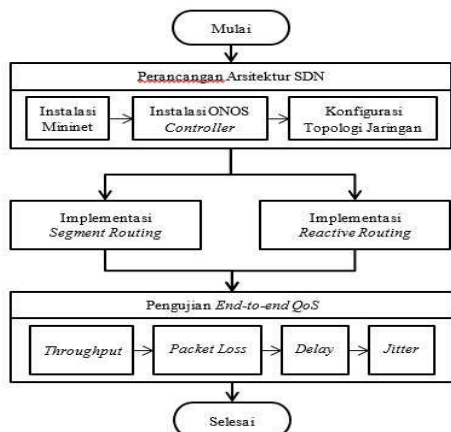 Mulai
Perancangan Arsitektur SDN
Instalasi
Mininet
Instalasi ONOS
Controller
Konfigurasi
Topologi Jaringan
Implementasi
Segment Routing
Implementasi
Reactive Routing
Pengujian End-to-end QoS
Throughput
Packet Loss
Delay
Jitter
Selesai